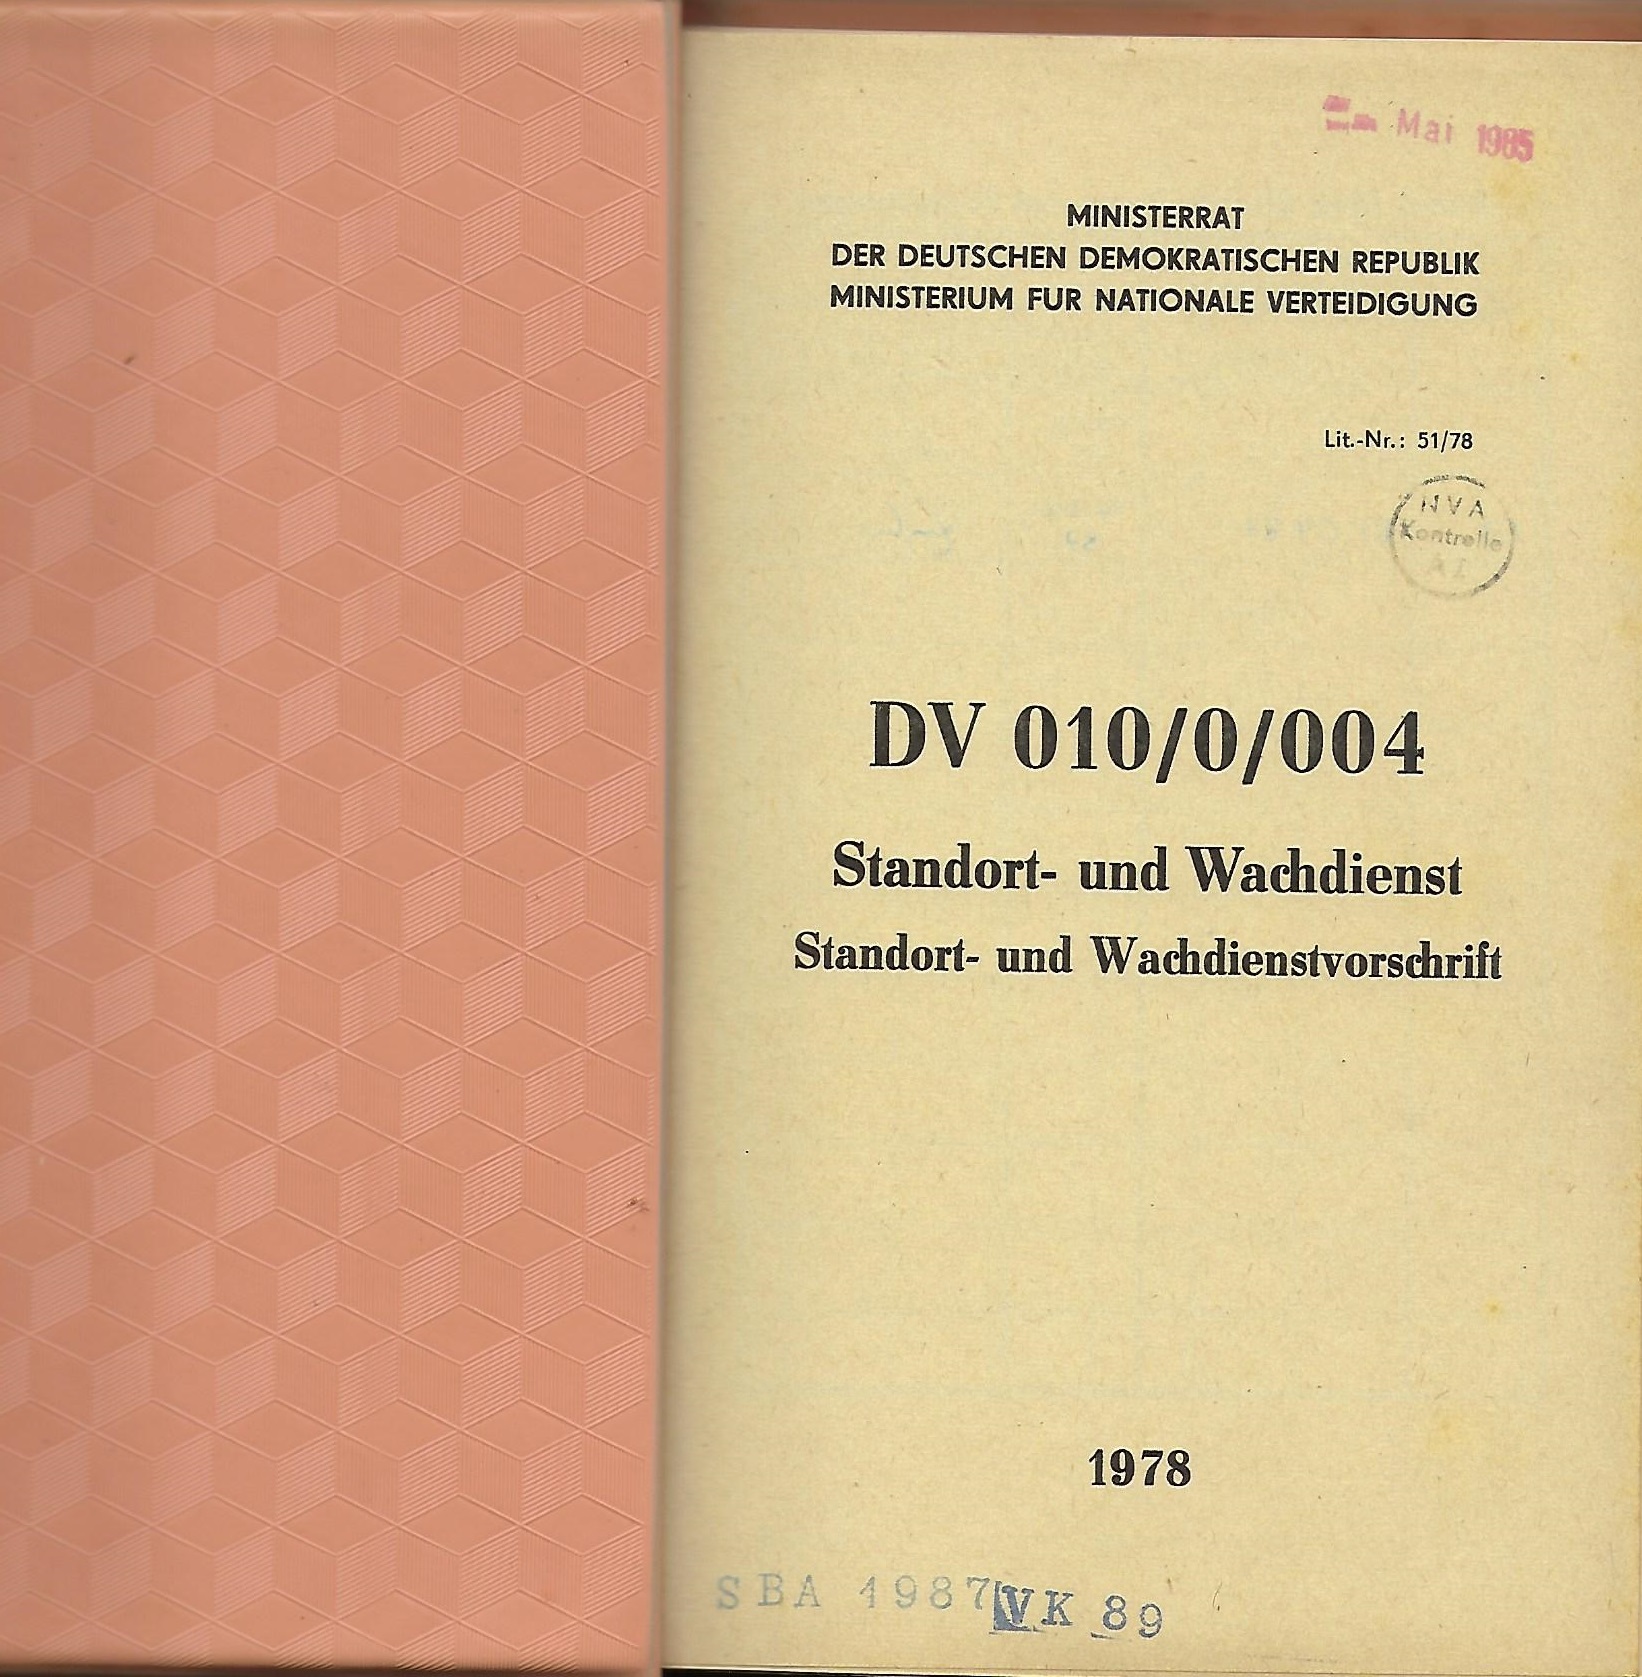 Mai 1985
MINISTERRAT
DER DEUTSCHEN DEMOKRATISCHEN REPUBLIK
MINISTERIUM FUR NATIONALE VERTEIDIGUNG
Lit.-Nr.: 51/78
NVA
Kontrolle
DV 010/0/004
Standort- und Wachdienst
Standort- und Wachdienstvorschrift
1978
SBA 1987 VK 89